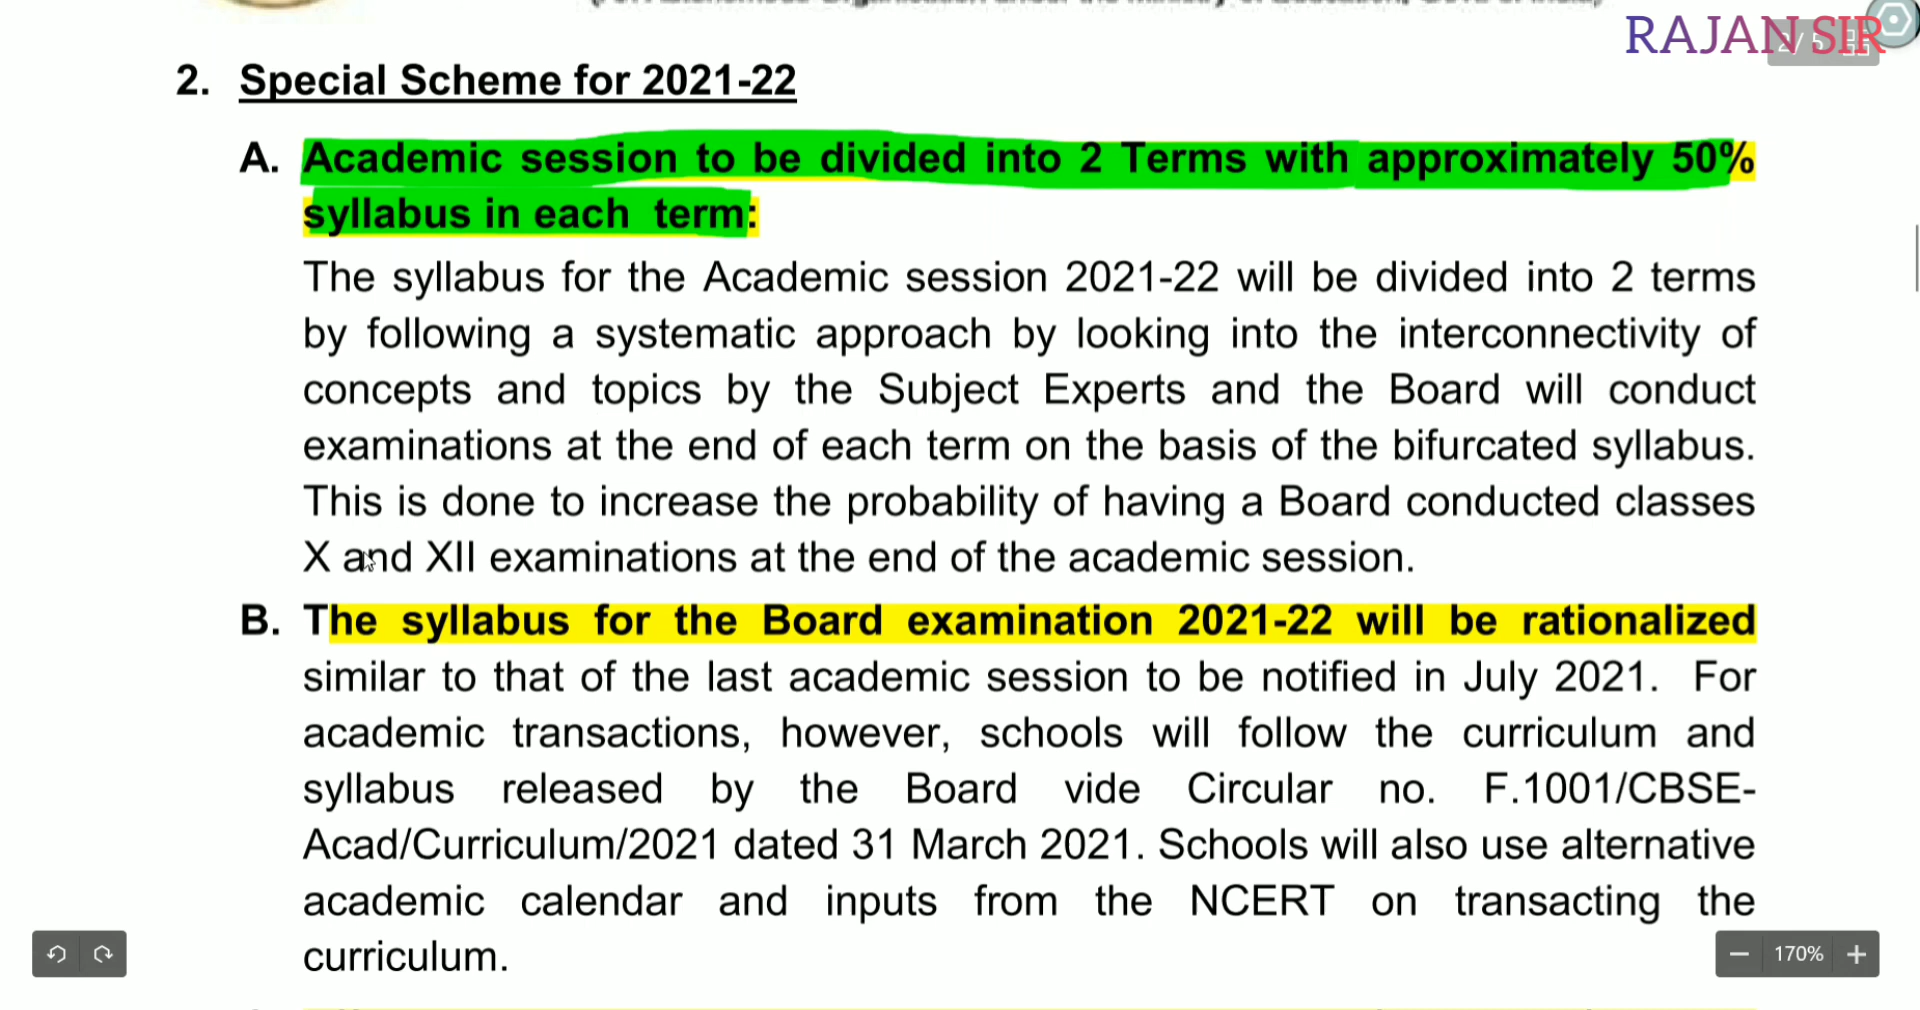 RAJAN SIR
2 / 5
2. Special Scheme for 2021-22
A. Academic session to be divided into 2 Terms with approximately 50%
syllabus in each term:
The syllabus for the Academic session 2021-22 will be divided into 2 terms
by following a systematic approach by looking into the interconnectivity of
concepts and topics by the Subject Experts and the Board will conduct
examinations at the end of each term on the basis of the bifurcated syllabus.
This is done to increase the probability of having a Board conducted classes
X and XII examinations at the end of the academic session.
B. The syllabus for the Board examination 2021-22 will be rationalized
similar to that of the last academic session to be notified in July 2021. For
academic transactions, however, schools will follow the curriculum and
syllabus released by the Board vide Circular no. F.1001/CBSE-
Acad/Curriculum/2021 dated 31 March 2021. Schools will also use alternative
academic calendar and inputs from the NCERT on transacting the
curriculum.
170%